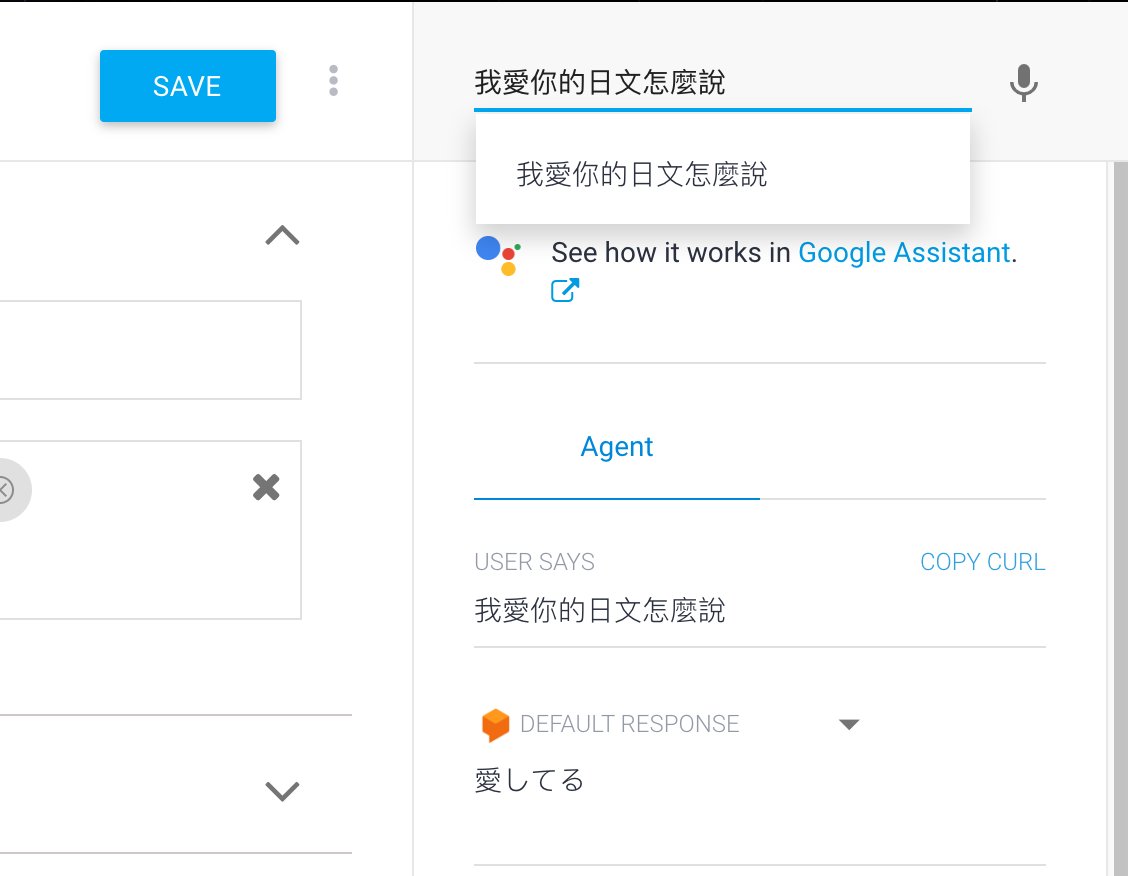 SAVE
我愛你的日文怎麼說
我愛你的日文怎麼說
See how it works in Google Assistant.
Agent
USER SAYS
COPY CURL
我愛你的日文怎麼說
DEFAULT RESPONSE
愛してる